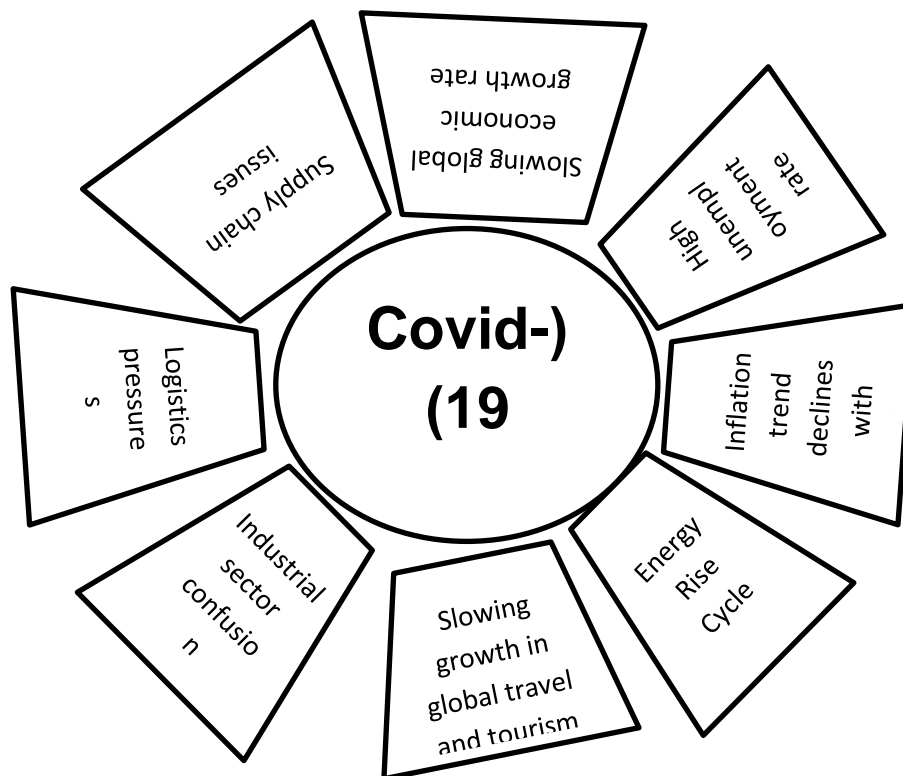 Slowing global
economic
growth rate
High
unempl
oyment
rate
Inflation
trend
declines
with
Energy
Rise
Cycle
Slowing
growth in
global travel
and tourism
Industrial
sector
confusio
n
Logistics
pressure
s
Supply chain
issues
Covid-)
(19